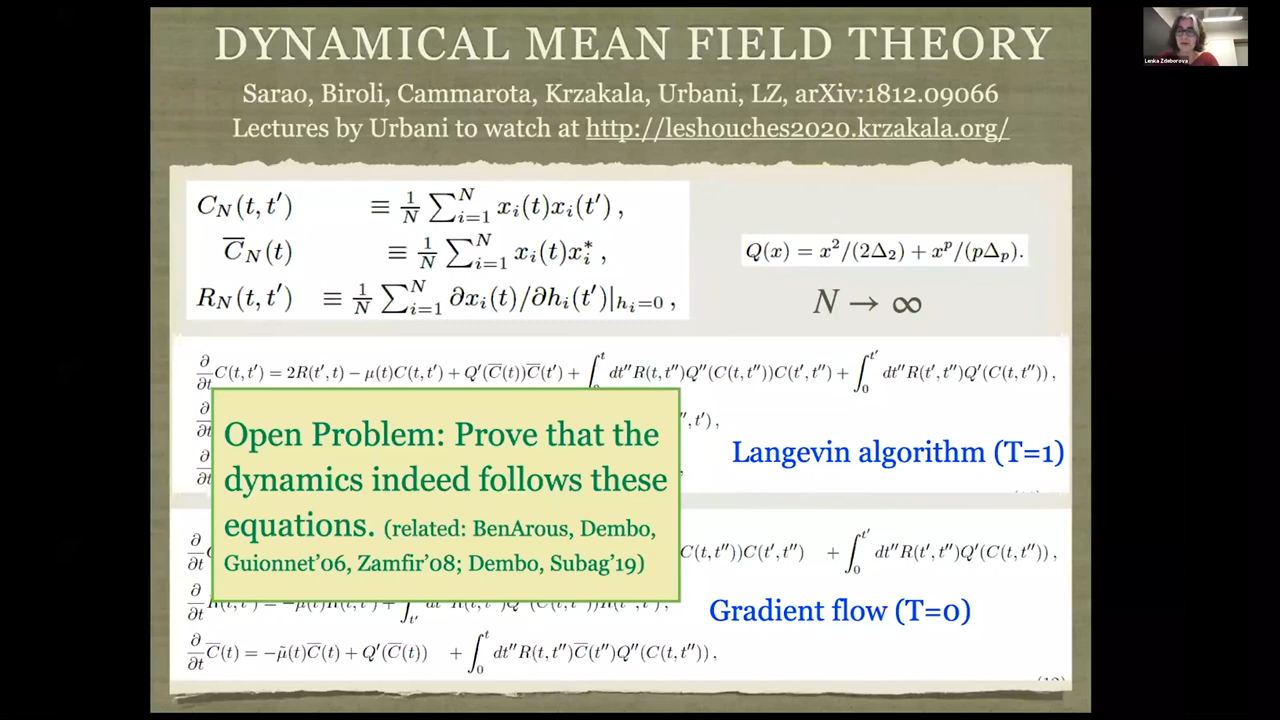 DYNAMICAL MEAN FIELD THEORY
Lenka Zdeborova
Sarao, Biroli, Cammarota, Krzakala, Urbani, LZ, arXiv:1812.09066
Lectures by Urbani to watch at http://leshouches2020.krzakala.org/
C_N(t, t′) ≡ 1/N ∑_{i=1}^N x_i(t)x_i(t′) ,
C̅_N(t) ≡ 1/N ∑_{i=1}^N x_i(t)x_i^* ,
R_N(t, t′) ≡ 1/N ∑_{i=1}^N ∂x_i(t)/∂h_i(t′)|_{h_i=0} ,
Q(x) = x²/(2Δ₂) + x^p/(pΔ_p).
N → ∞
∂/∂t C(t, t′) = 2R(t′, t) − μ(t)C(t, t′) + Q′(C̅(t))C̅(t′) + ∫_0^t dt″R(t, t″)Q″(C(t, t″))C(t′, t″) + ∫_0^{t′} dt″R(t′, t″)Q′(C(t, t″)) ,
∂/∂t
″, t′) ,
∂/∂t
Langevin algorithm (T=1)
Open Problem: Prove that the
dynamics indeed follows these
equations. (related: BenArous, Dembo,
Guionnet'06, Zamfir'08; Dembo, Subag'19)
∂/∂t
C(t, t″))C(t′, t″) + ∫_0^{t′} dt″R(t′, t″)Q′(C(t, t″)) ,
∂/∂t
Gradient flow (T=0)
∂/∂t C̅(t) = −μ̃(t)C̅(t) + Q′(C̅(t)) + ∫_0^t dt″R(t, t″)C̅(t″)Q″(C(t, t″)) ,